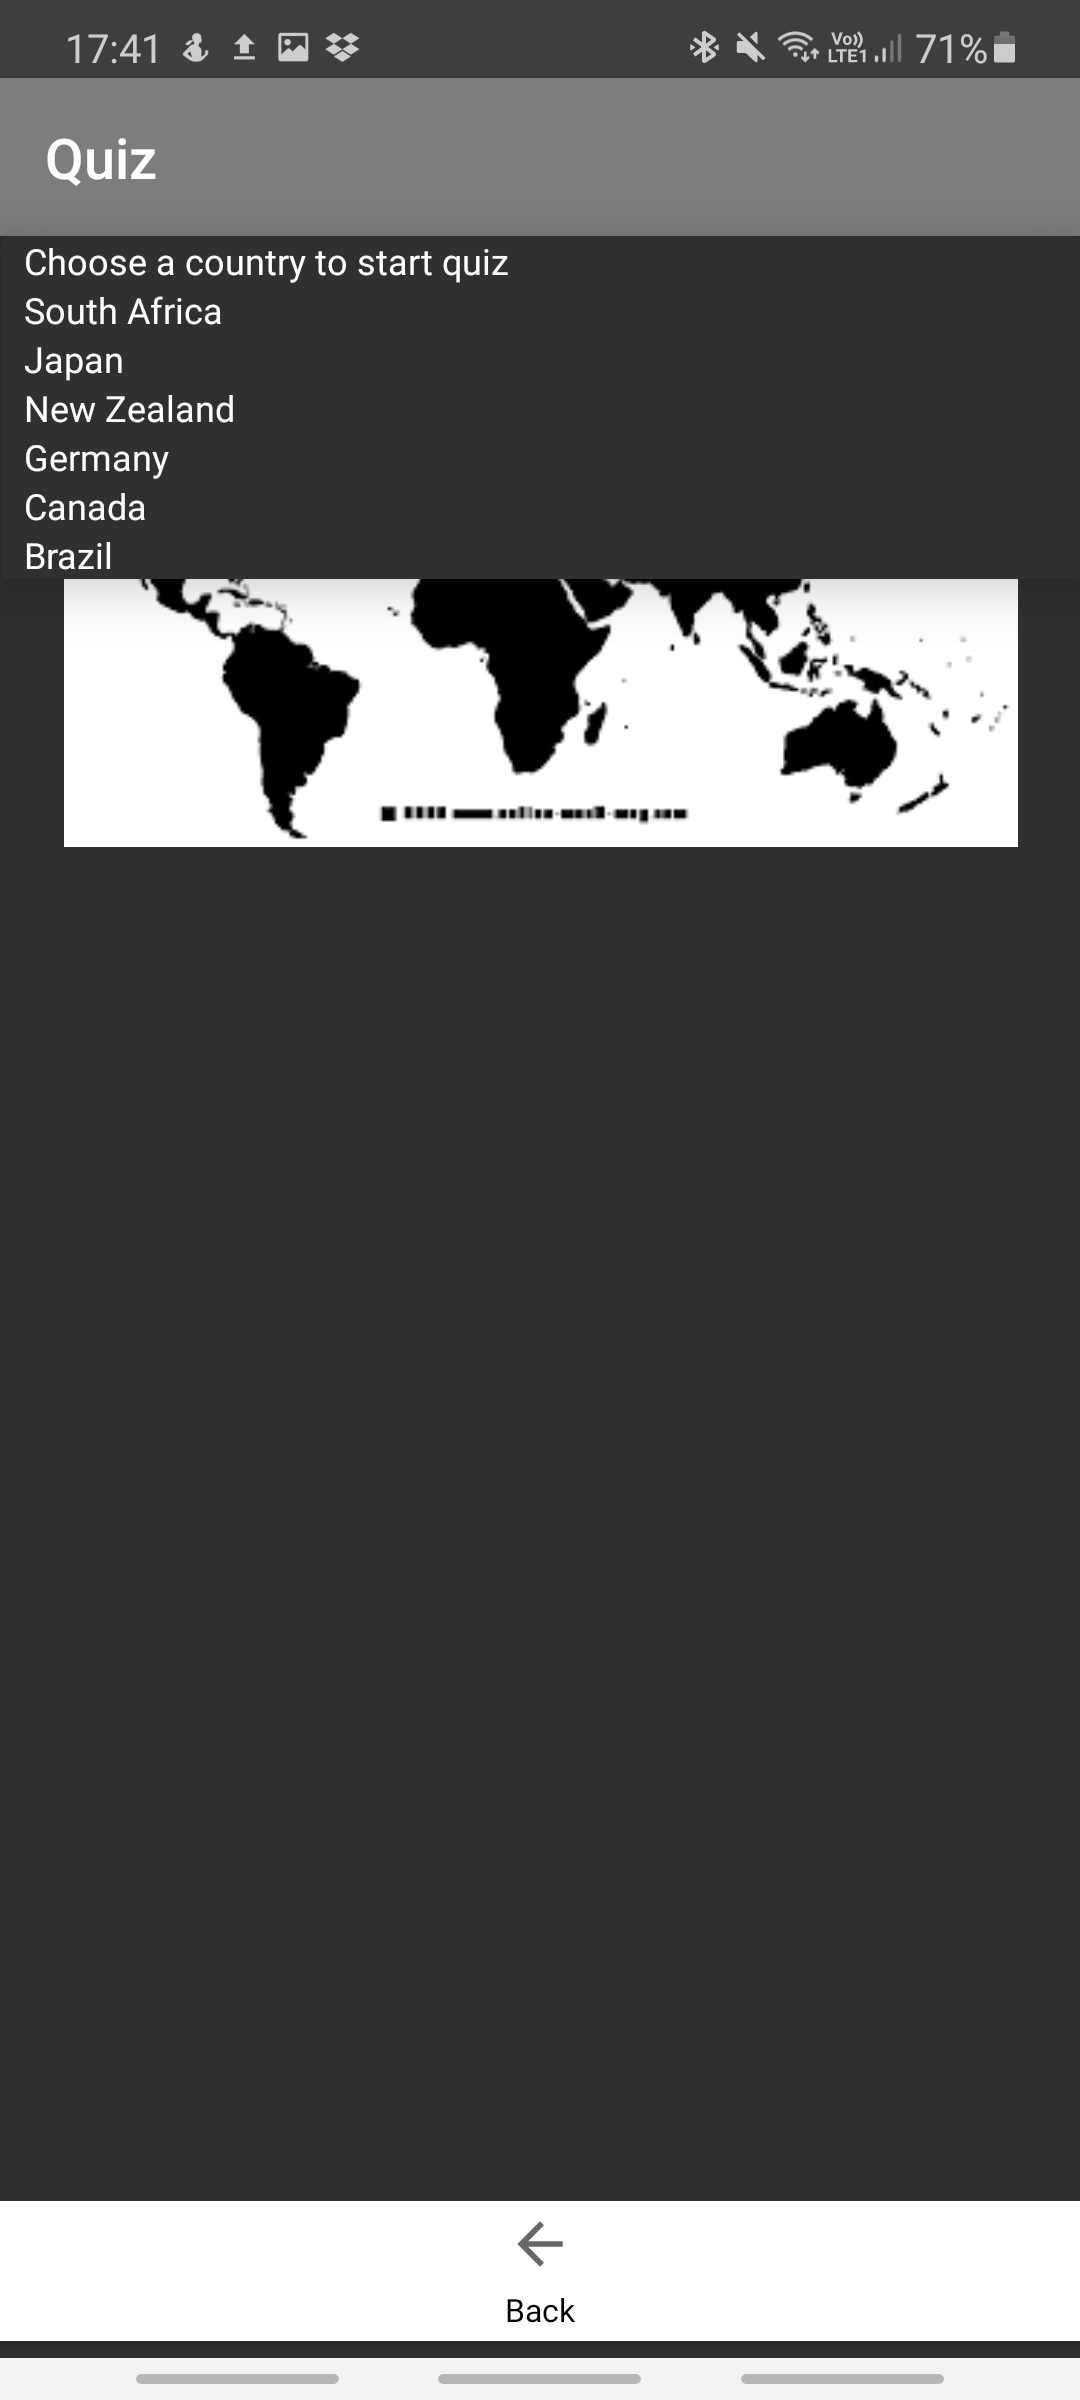 17:41
Vo)) LTE1
71%
Quiz
Choose a country to start quiz
South Africa
Japan
New Zealand
Germany
Canada
Brazil
Back